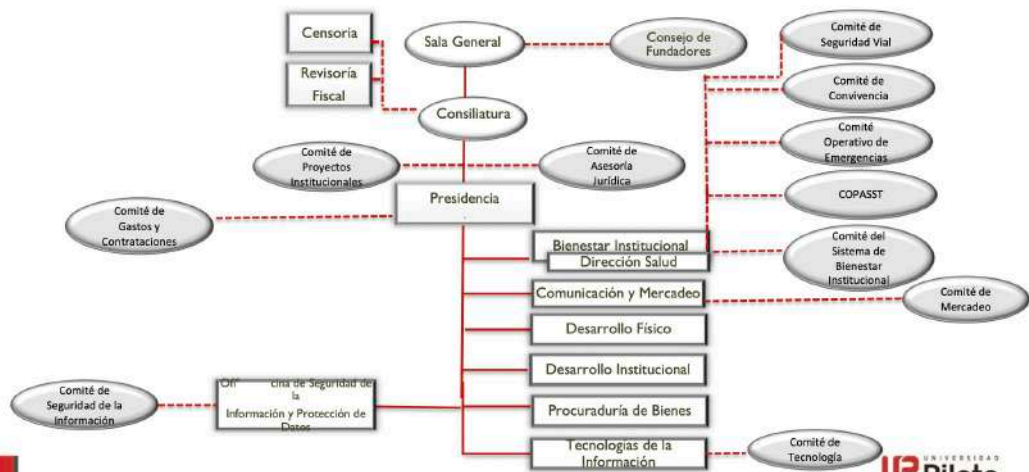 Censoria
Revisoría
Fiscal
Sala General
Consejo de
Fundadores
Consiliatura
Comité de
Seguridad Vial
Comité de
Convivencia
Comité
Operativo de
Emergencias
COPASST
Comité de
Proyectos
Institucionales
Comité de
Asesoría
Jurídica
Presidencia
Comité de
Gastos y
Contrataciones
Bienestar Institucional
Dirección Salud
Comité del
Sistema de
Bienestar
Institucional
Comunicación y Mercadeo
Comité de
Mercadeo
Desarrollo Físico
Desarrollo Institucional
Comité de
Seguridad de la
Información
cina de Seguridad de
la
Información y Protección de
Datos
Procuraduría de Bienes
Tecnologías de la
Información
Comité de
Tecnología
UNIVERSIDAD
Piloto